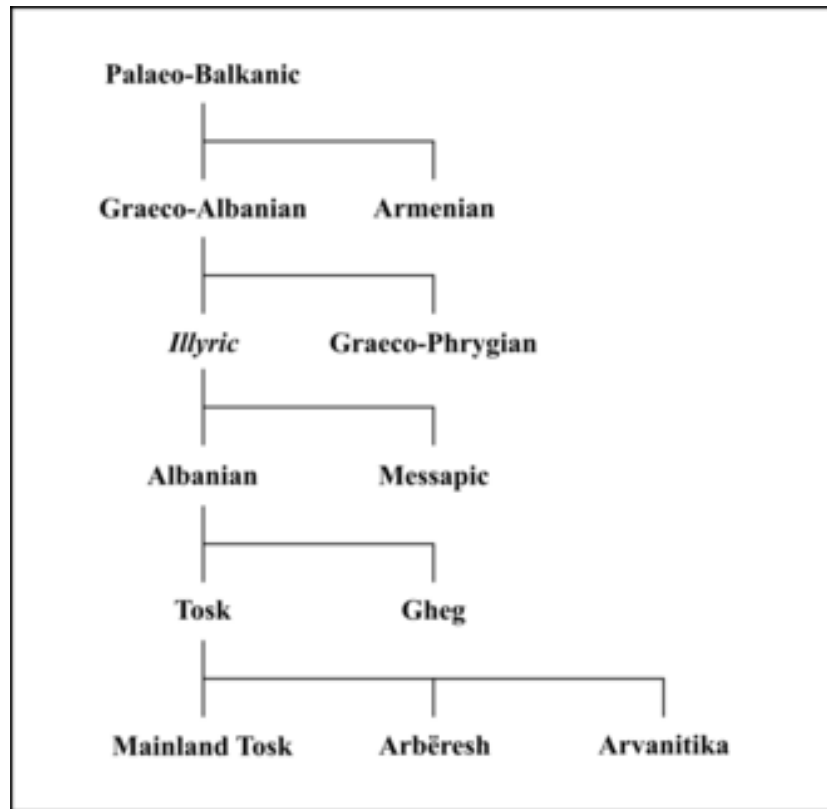 Palaeo-Balkanic
Graeco-Albanian Armenian
Illyric Graeco-Phrygian
Albanian Messapic
Tosk Gheg
Mainland Tosk Arbëresh Arvanitika